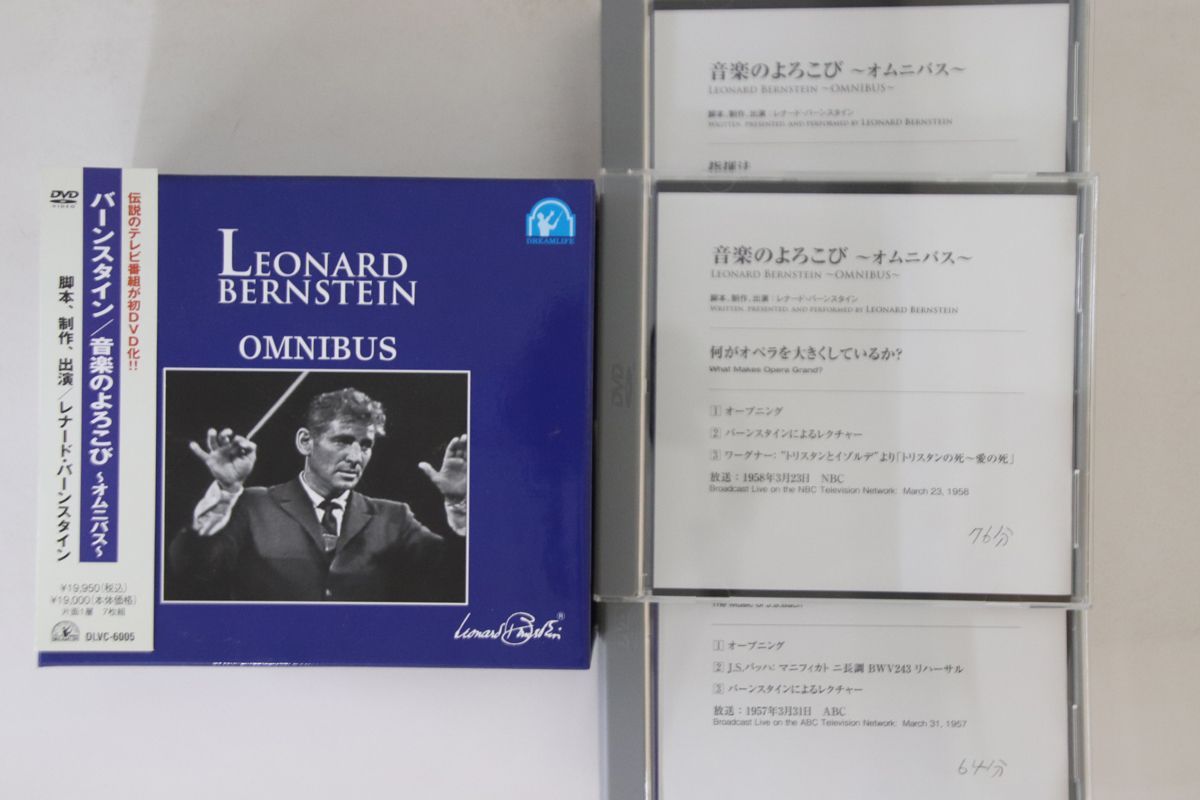 DVD
VIDEO
伝説のテレビ番組が初DVD化!!
バーンスタイン/音楽のよろこび ~オムニバス~
脚本、制作、出演/レナード・バーンスタイン
¥19,950(税込)
¥19,000(本体価格)
片面1層 7枚組
DLVC-6005
LEONARD
BERNSTEIN
OMNIBUS
DREAMLIFE
Leonard Bernstein ®
音楽のよろこび ~オムニバス~
LEONARD BERNSTEIN ~OMNIBUS~
脚本、制作、出演:レナード・バーンスタイン
WRITTEN, PRESENTED, AND PERFORMED BY LEONARD BERNSTEIN
指揮法
音楽のよろこび ~オムニバス~
LEONARD BERNSTEIN ~OMNIBUS~
脚本、制作、出演:レナード・バーンスタイン
WRITTEN, PRESENTED, AND PERFORMED BY LEONARD BERNSTEIN
何がオペラを大きくしているか?
What Makes Opera Grand?
1 オープニング
2 バーンスタインによるレクチャー
3 ワーグナー:"トリスタンとイゾルデ"より「トリスタンの死~愛の死」
放送:1958年3月23日 NBC
Broadcast Live on the NBC Television Network: March 23, 1958
76分
The Music of J.S.Bach
1 オープニング
2 J.S.バッハ:マニフィカト ニ長調 BWV243 リハーサル
3 バーンスタインによるレクチャー
放送:1957年3月31日 ABC
Broadcast Live on the ABC Television Network: March 31, 1957
64分